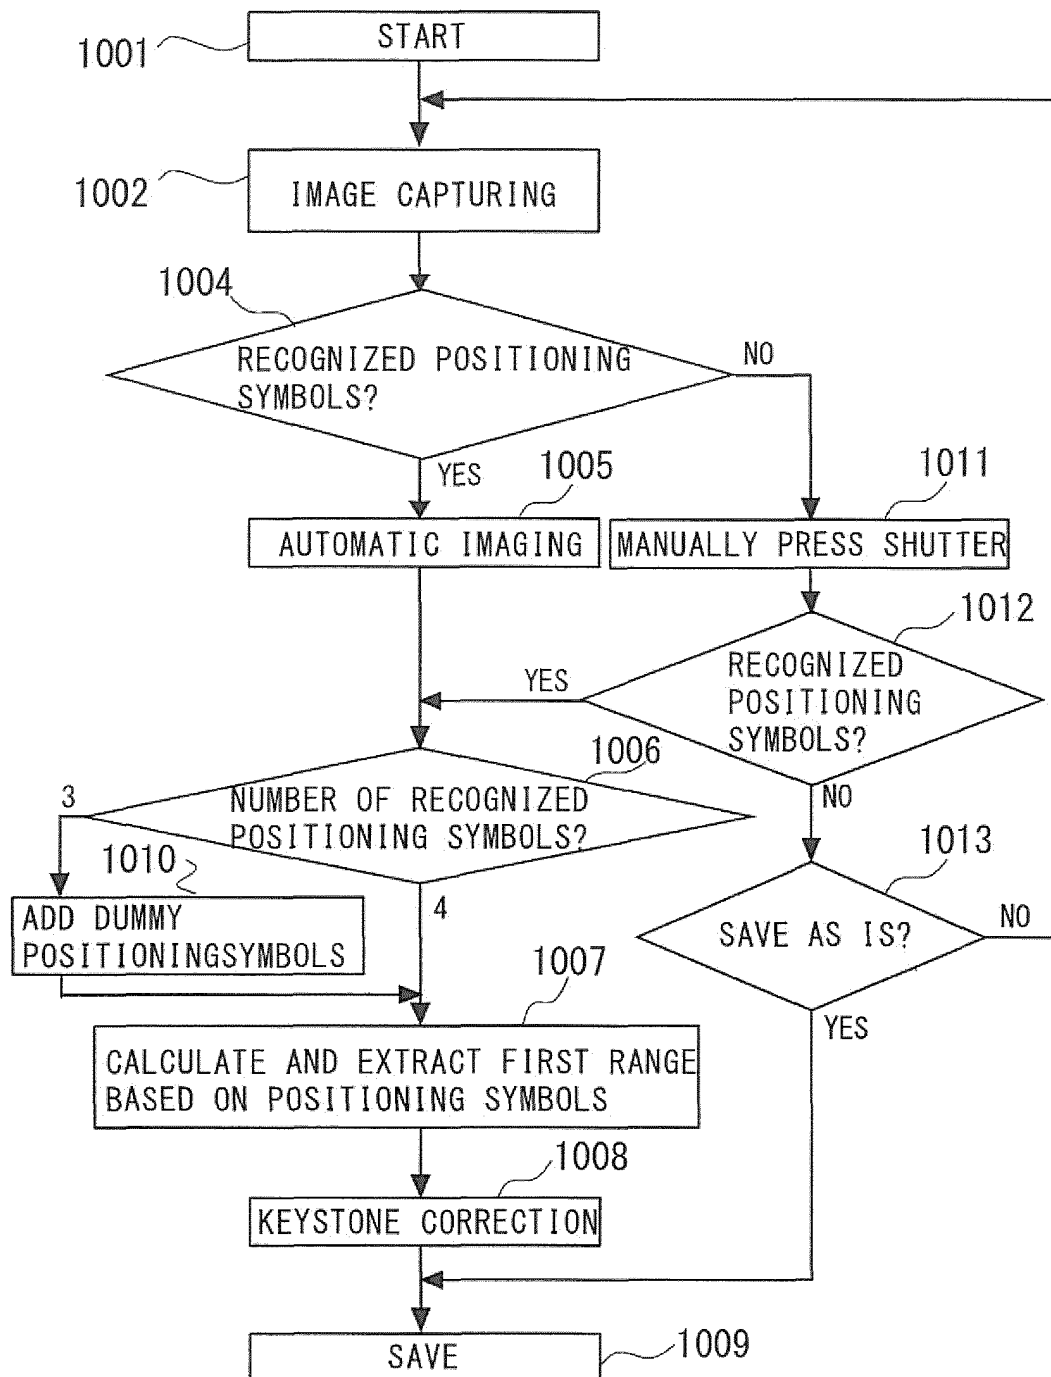 START
1001
IMAGE CAPTURING
1002
1004
RECOGNIZED POSITIONING
SYMBOLS?
NO
YES
1005
1011
AUTOMATIC IMAGING
MANUALLY PRESS SHUTTER
1012
RECOGNIZED
POSITIONING
SYMBOLS?
YES
NO
1006
3
NUMBER OF RECOGNIZED
POSITIONING SYMBOLS?
4
1010
ADD DUMMY
POSITIONINGSYMBOLS
1013
SAVE AS IS?
NO
YES
1007
CALCULATE AND EXTRACT FIRST RANGE
BASED ON POSITIONING SYMBOLS
1008
KEYSTONE CORRECTION
SAVE
1009